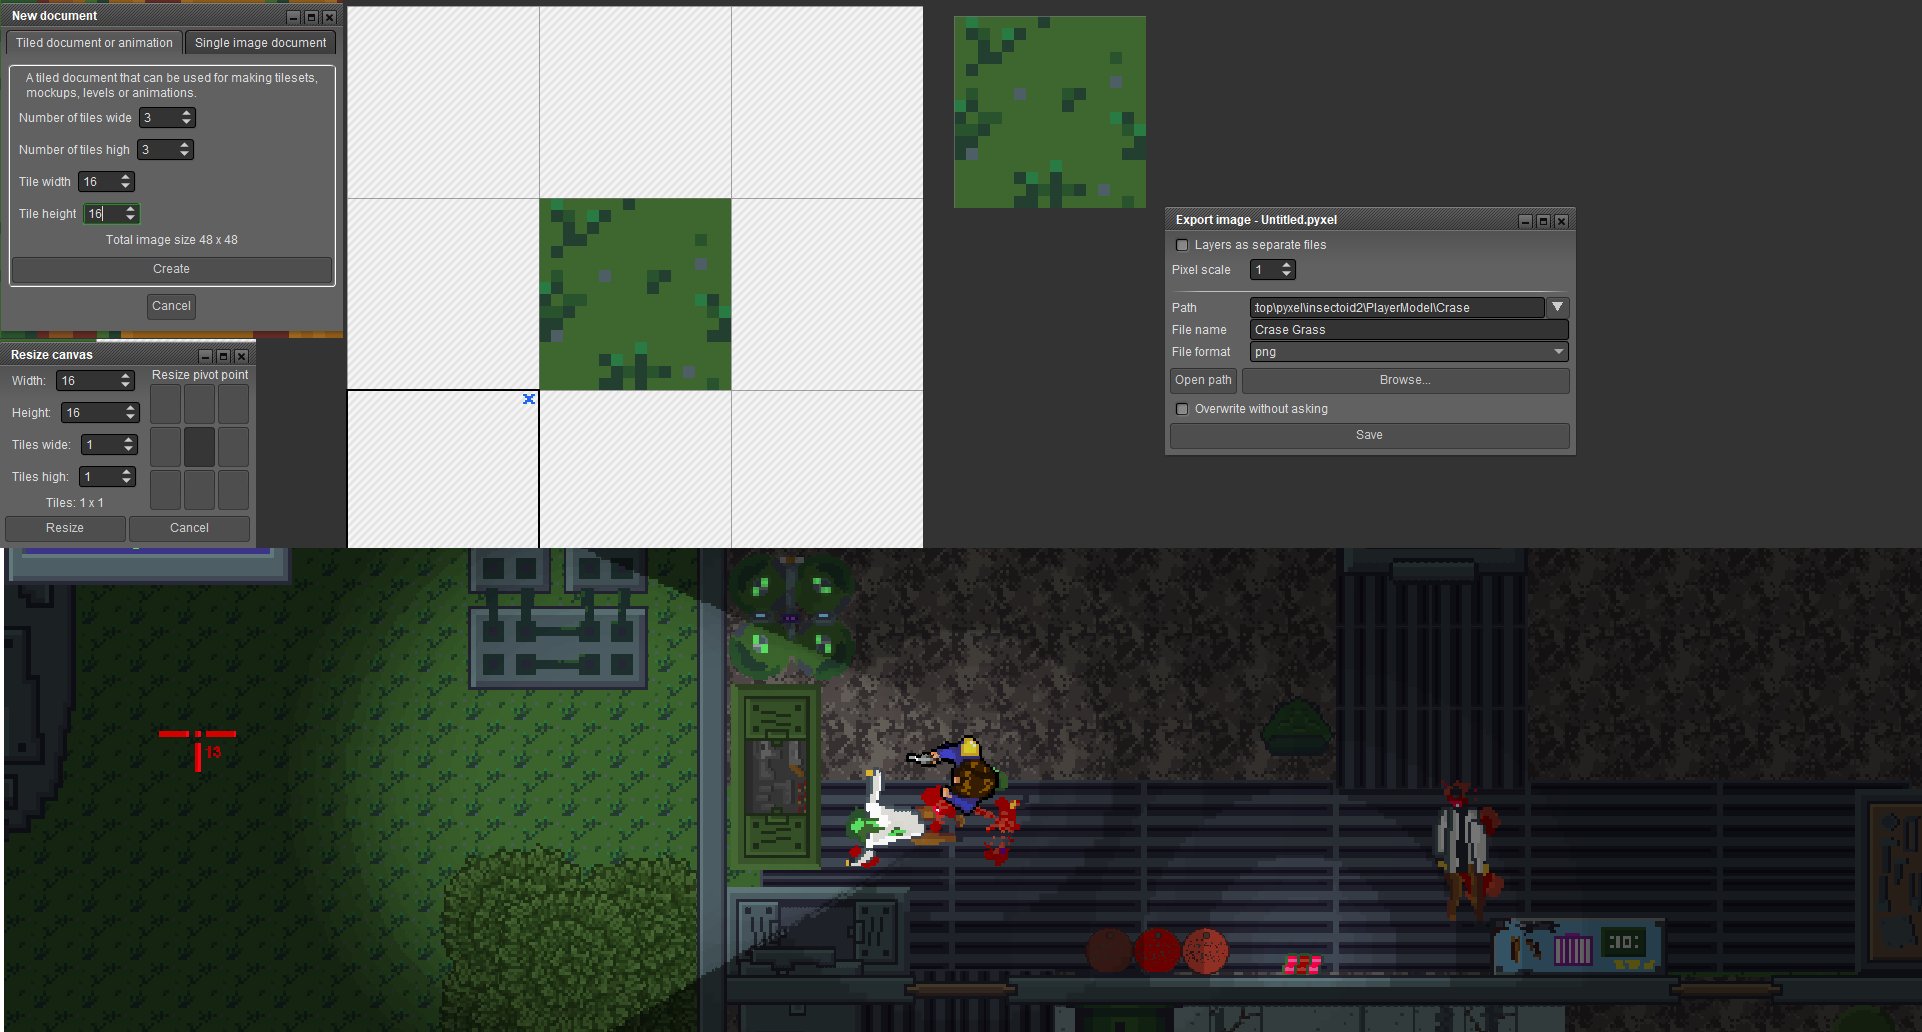 New document
Tiled document or animation
Single image document
A tiled document that can be used for making tilesets,
mockups, levels or animations.
Number of tiles wide 3
Number of tiles high 3
Tile width 16
Tile height 16
Total image size 48 x 48
Create
Cancel
Resize canvas
Width: 16
Resize pivot point
Height: 16
Tiles wide: 1
Tiles high: 1
Tiles: 1 x 1
Resize
Cancel
Export image - Untitled.pyxel
Layers as separate files
Pixel scale 1
Path :top\pyxel\insectoid2\PlayerModel\Crase
File name Crase Grass
File format png
Open path
Browse...
Overwrite without asking
Save
13